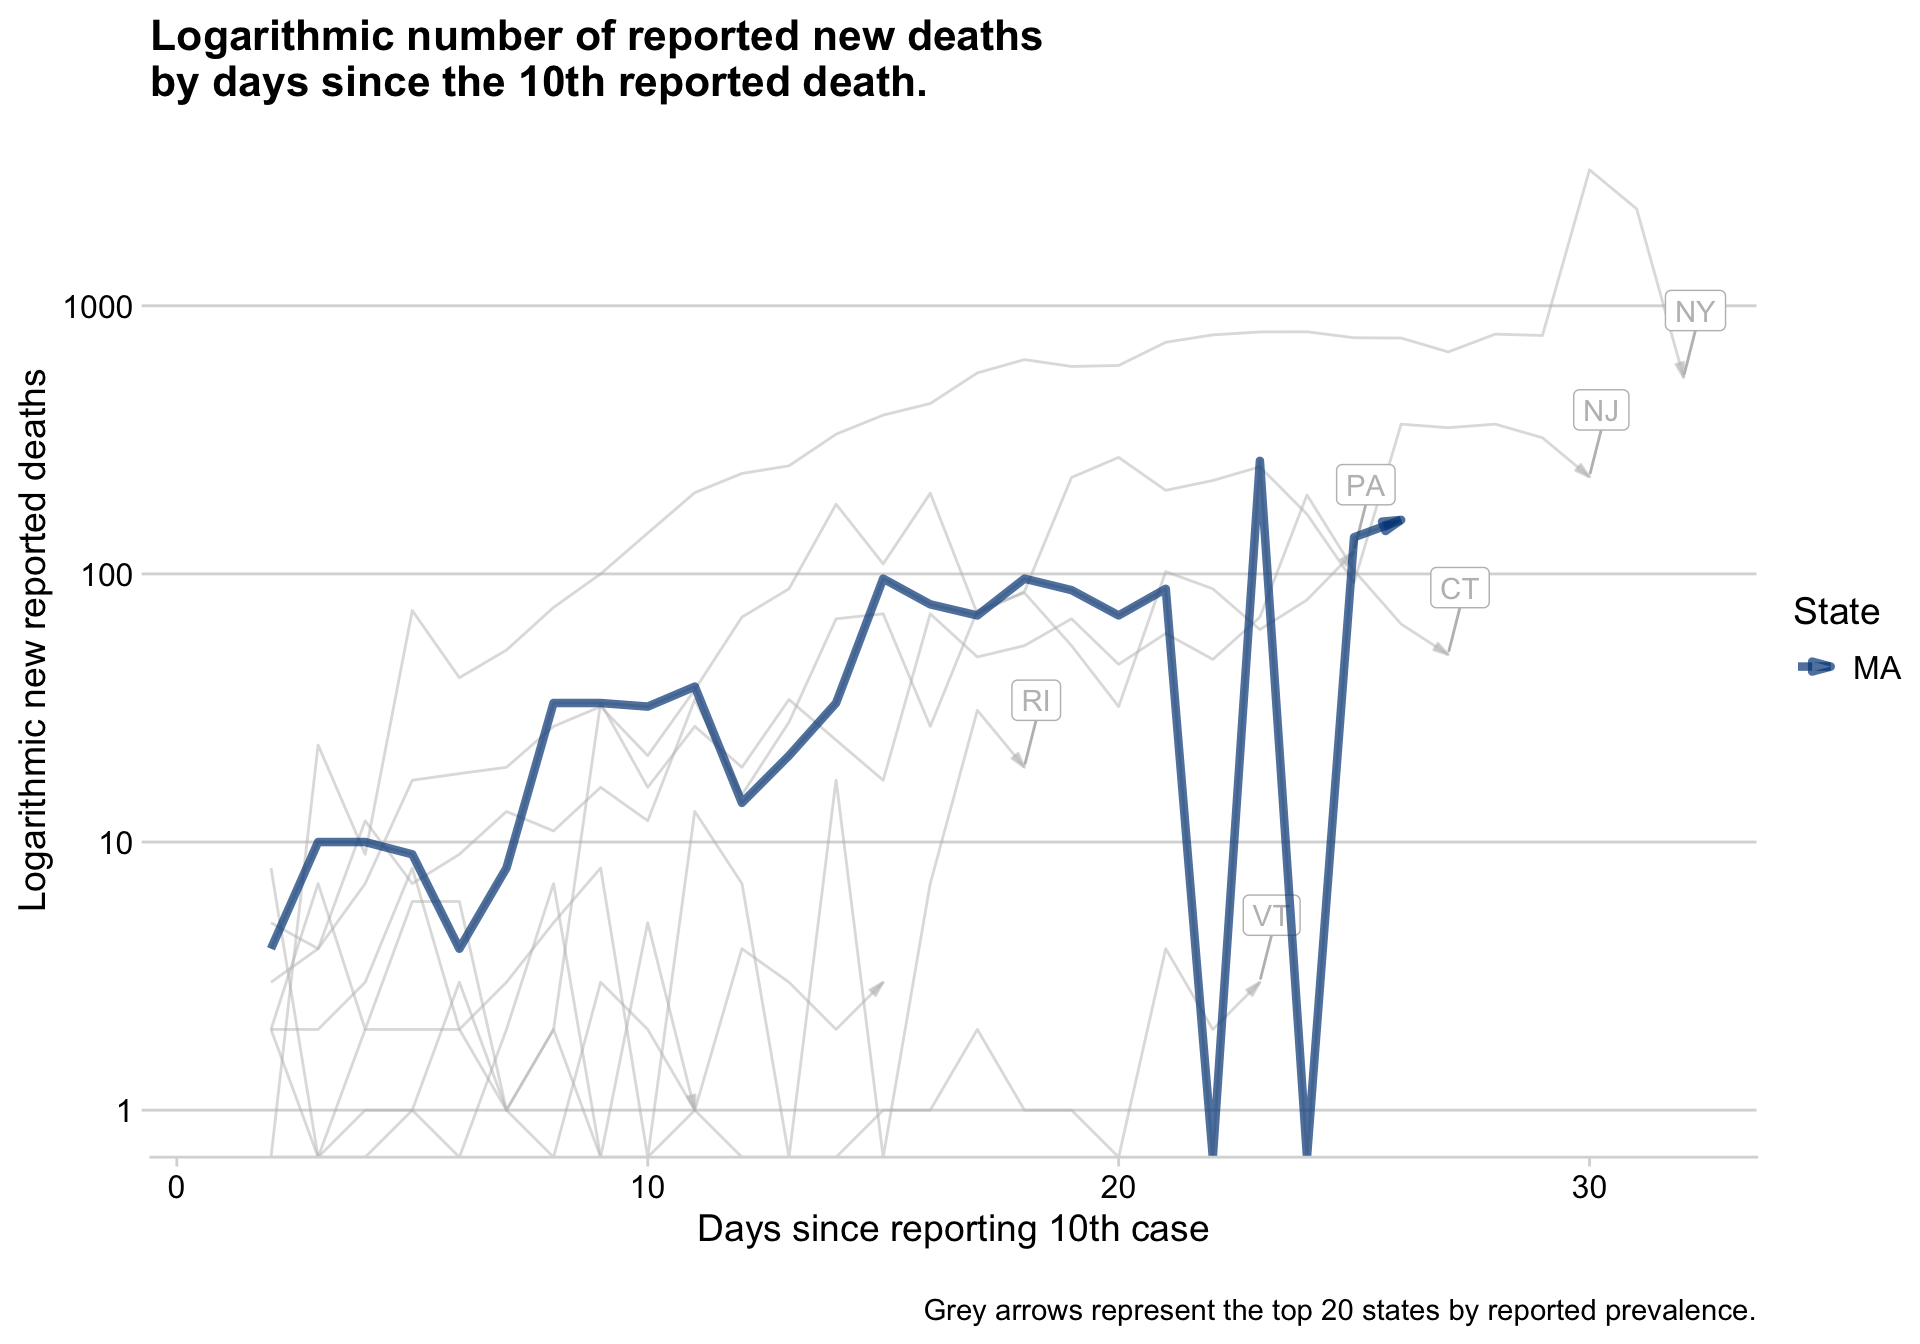 Logarithmic number of reported new deaths
by days since the 10th reported death.
Logarithmic new reported deaths
1000
100
10
1
NY
NJ
PA
CT
RI
VT
State
MA
0 10 20 30
Days since reporting 10th case
Grey arrows represent the top 20 states by reported prevalence.